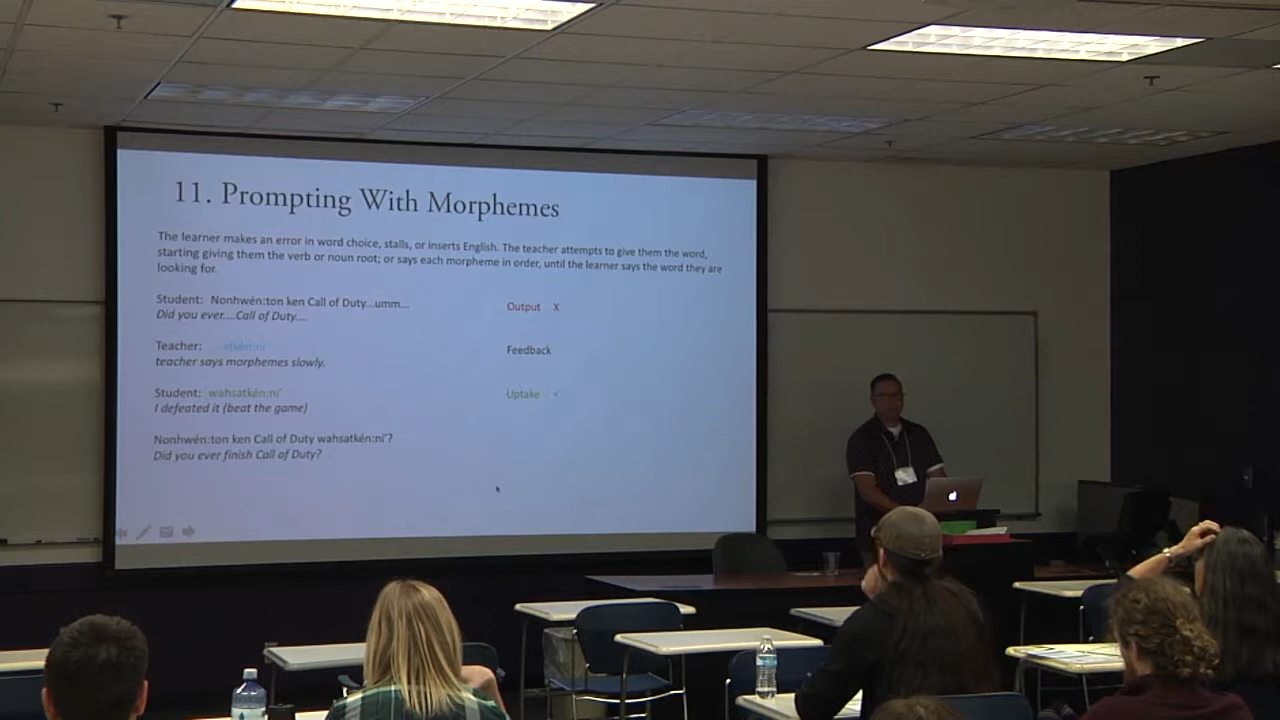 11. Prompting With Morphemes
The learner makes an error in word choice, stalls, or inserts English. The teacher attempts to give them the word,
starting giving them the verb or noun root; or says each morpheme in order, until the learner says the word they are
looking for.
Student: Nonhwén:ton ken Call of Duty...umm... Output X
Did you ever....Call of Duty....
Teacher: ...atkén:ni' Feedback
teacher says morphemes slowly.
Student: wahsatkén:ni' Uptake <
I defeated it (beat the game)
Nonhwén:ton ken Call of Duty wahsatkén:ni'?
Did you ever finish Call of Duty?